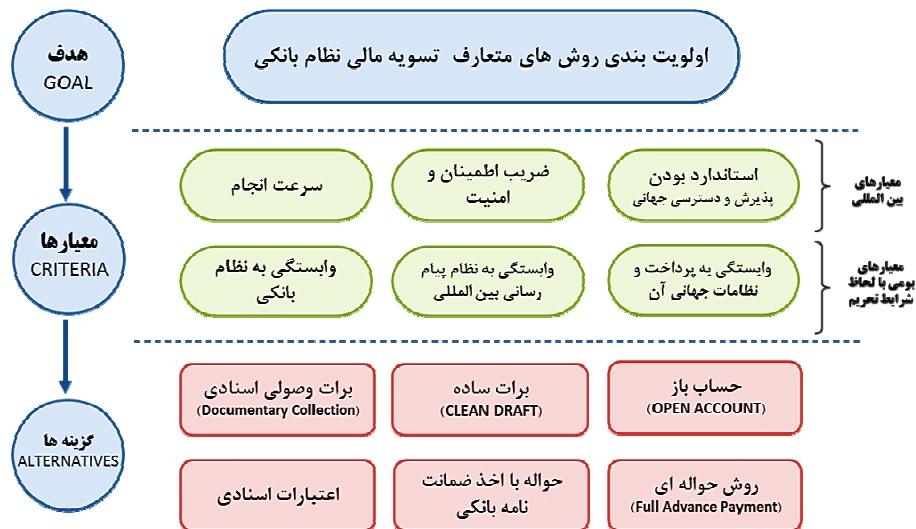 هدف
GOAL
اولویت بندی روش های متعارف تسویه مالی نظام بانکی
معیارها
CRITERIA
معیارهای
بین المللی
استاندارد بودن
پذیرش و دسترسی جهانی
ضریب اطمینان و
امنیت
سرعت انجام
معیارهای
بومی با لحاظ
شرایط تحریم
وابستگی به پرداخت و
نظامات جهانی آن
وابستگی به نظام پیام
رسانی بین المللی
وابستگی به نظام
بانکی
گزینه ها
ALTERNATIVES
حساب باز
(OPEN ACCOUNT)
برات ساده
(CLEAN DRAFT)
برات وصولی اسنادی
(Documentary Collection)
روش حواله ای
(Full Advance Payment)
حواله با اخذ ضمانت
نامه بانکی
اعتبارات اسنادی